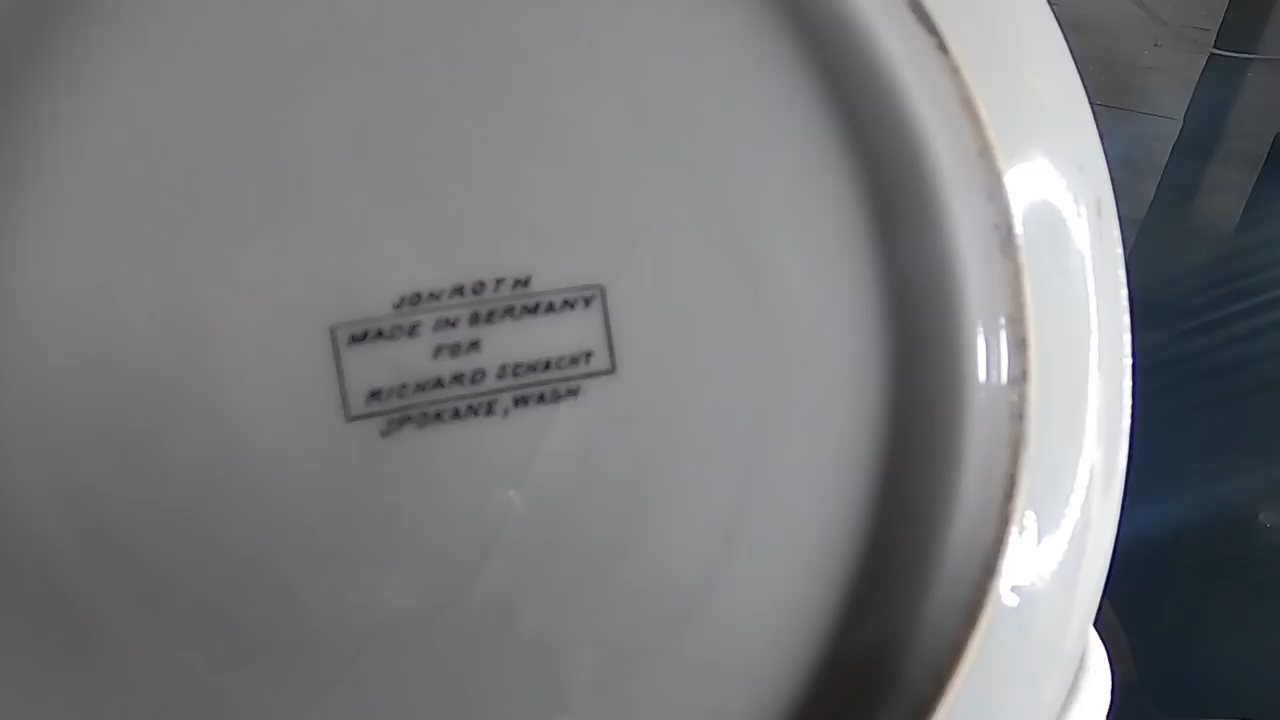 JONROTH
MADE IN GERMANY
FOR
RICHARD SCHACHT
SPOKANE, WASH